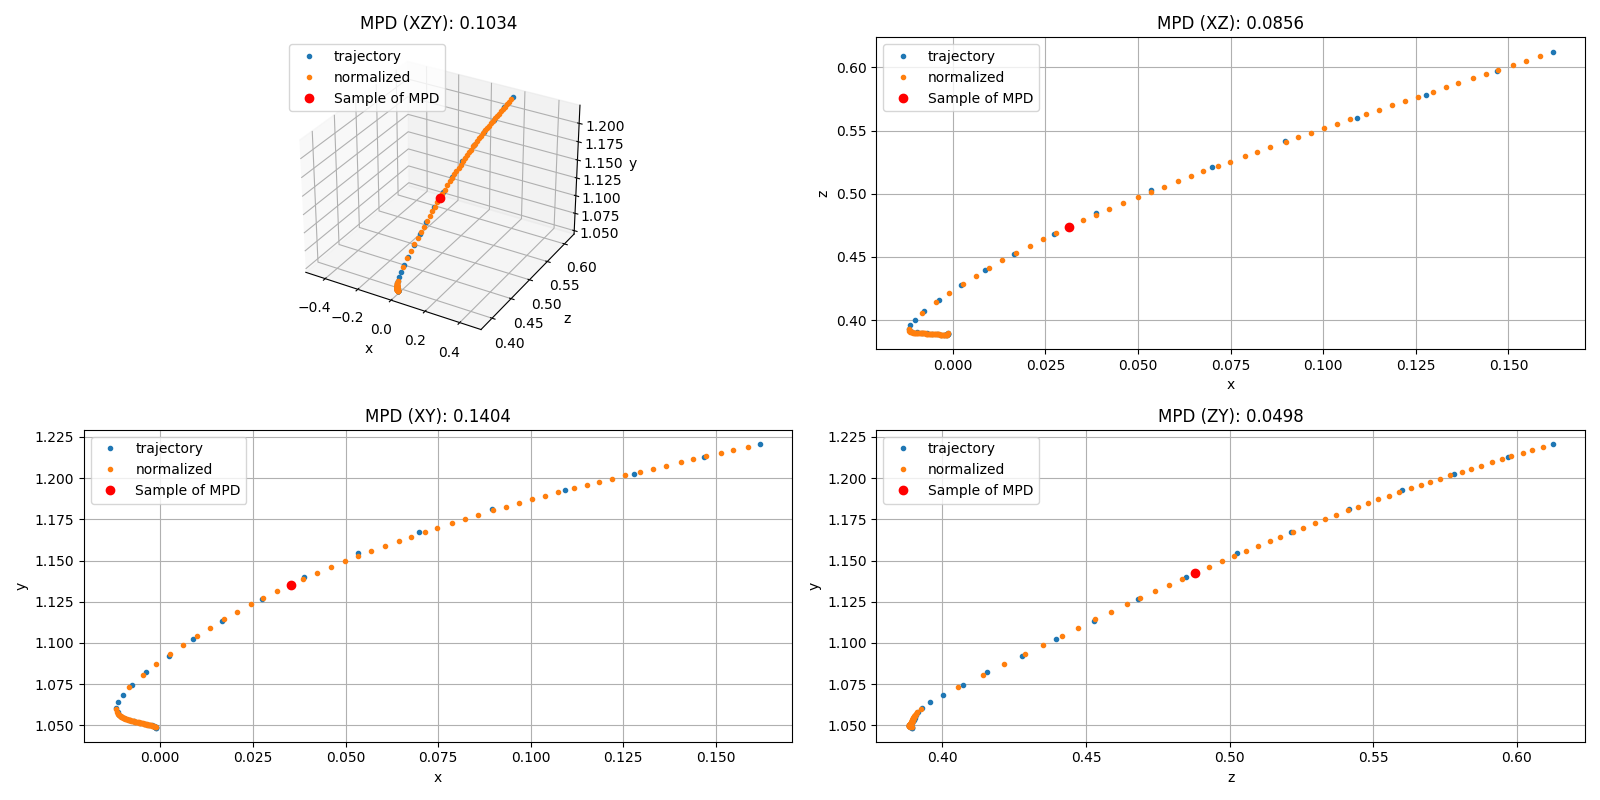 MPD (XZY): 0.1034
trajectory
normalized
Sample of MPD
1.200
1.175
1.150
1.125
1.100
1.075
1.050
y
0.60
0.55
0.50
0.45
0.40
z
−0.4
−0.2
0.0
0.2
0.4
x
MPD (XZ): 0.0856
trajectory
normalized
Sample of MPD
0.60
0.55
0.50
0.45
0.40
z
0.000 0.025 0.050 0.075 0.100 0.125 0.150
x
MPD (XY): 0.1404
trajectory
normalized
Sample of MPD
1.225
1.200
1.175
1.150
1.125
1.100
1.075
1.050
y
0.000 0.025 0.050 0.075 0.100 0.125 0.150
x
MPD (ZY): 0.0498
trajectory
normalized
Sample of MPD
1.225
1.200
1.175
1.150
1.125
1.100
1.075
1.050
y
0.40 0.45 0.50 0.55 0.60
z